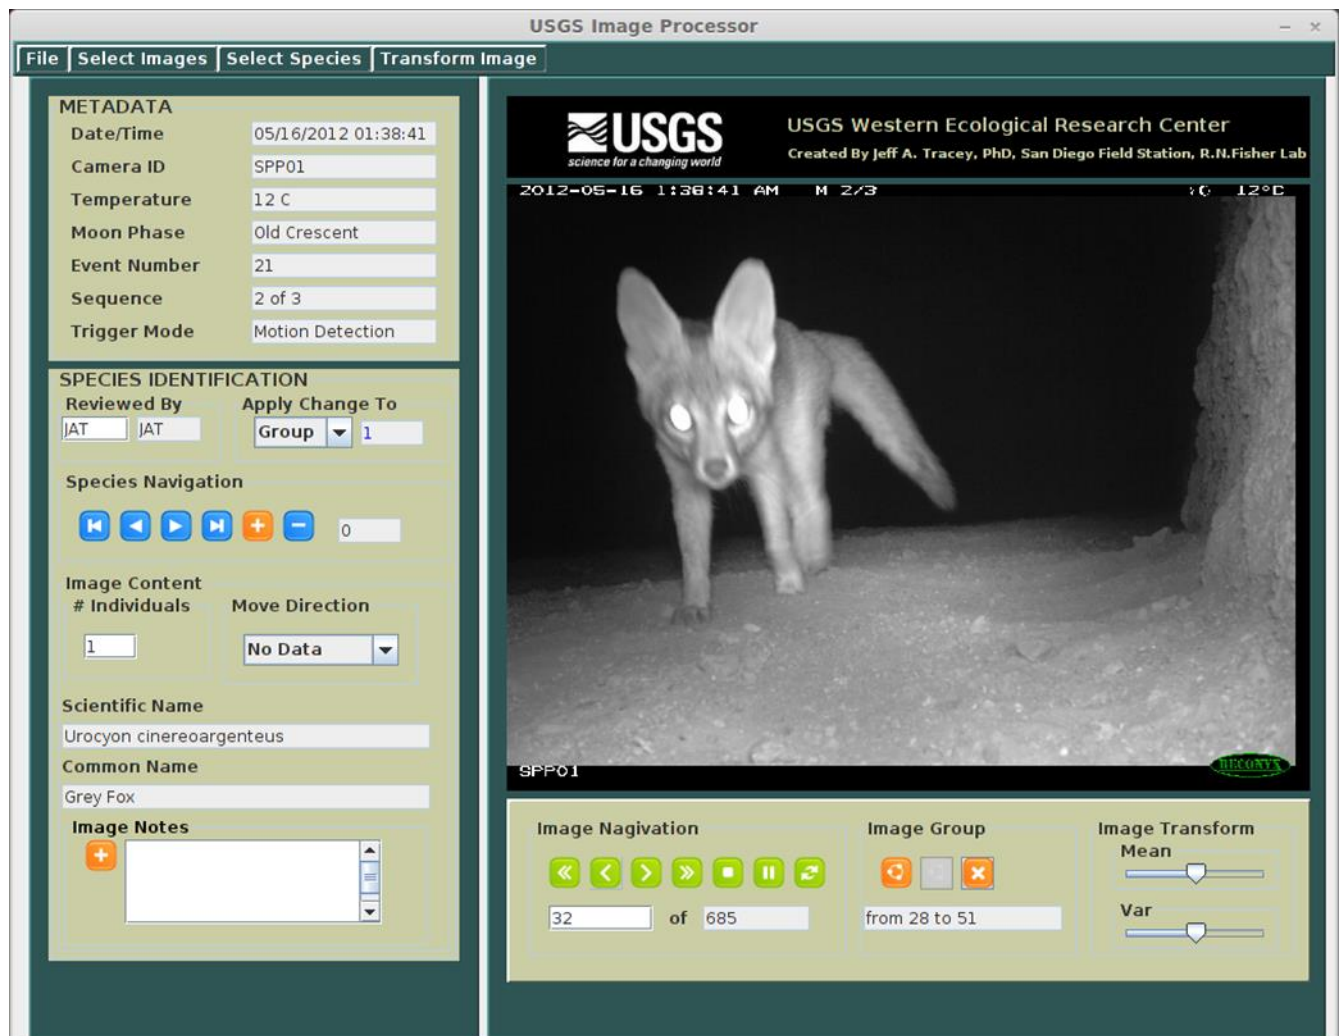 USGS Image Processor
File Select Images Select Species Transform Image
METADATA
Date/Time 05/16/2012 01:38:41
Camera ID SPP01
Temperature 12 C
Moon Phase Old Crescent
Event Number 21
Sequence 2 of 3
Trigger Mode Motion Detection
SPECIES IDENTIFICATION
Reviewed By Apply Change To
JAT JAT Group 1
Species Navigation
0
Image Content
# Individuals Move Direction
1 No Data
Scientific Name
Urocyon cinereoargenteus
Common Name
Grey Fox
Image Notes
USGS
science for a changing world
USGS Western Ecological Research Center
Created By Jeff A. Tracey, PhD, San Diego Field Station, R.N.Fisher Lab
2012-05-16 1:38:41 AM M 2/3 12°C
SPP01
RECONYX
Image Nagivation Image Group Image Transform
Mean
32 of 685 from 28 to 51
Var